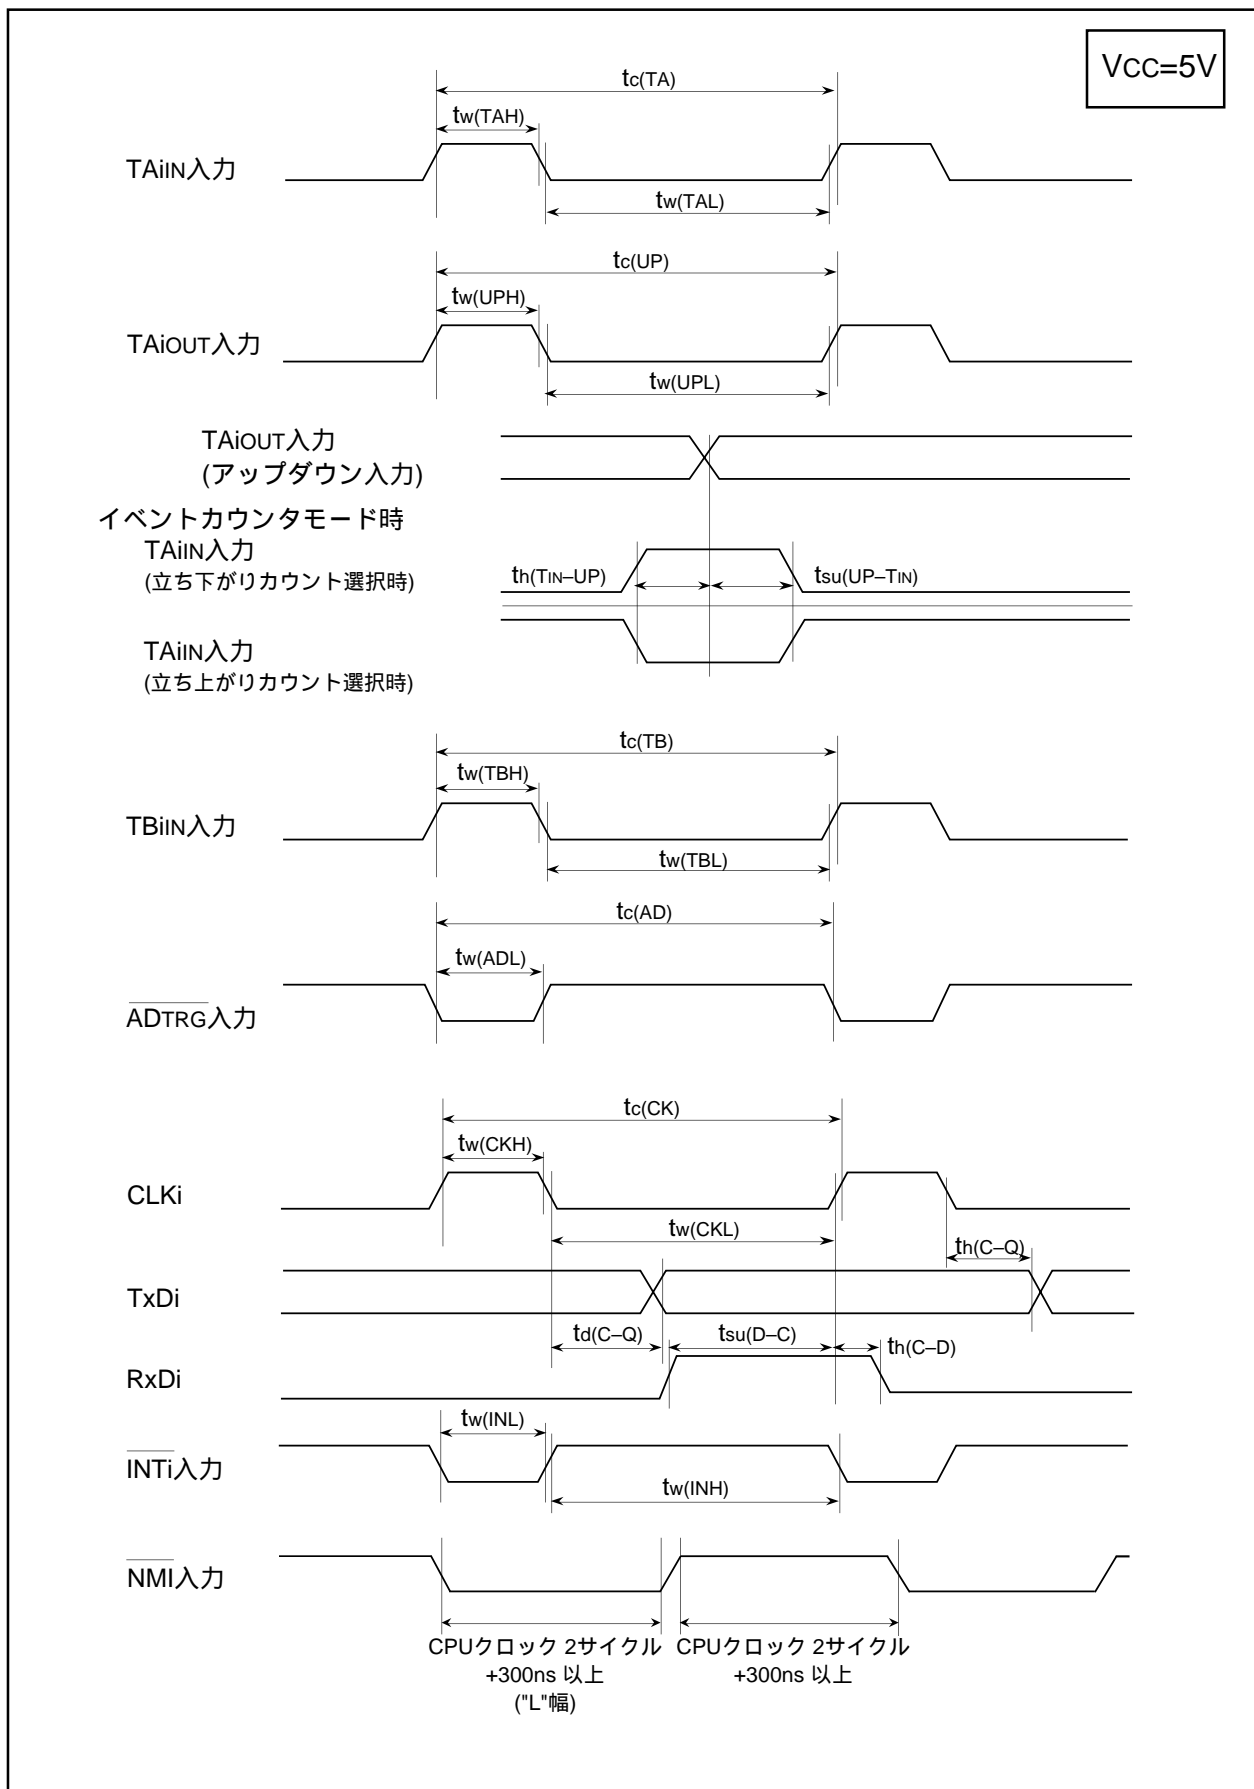 VCC=5V
tc(TA)
tw(TAH)
TAiIN入力
tw(TAL)
tc(UP)
tw(UPH)
TAiOUT入力
tw(UPL)
TAiOUT入力
(アップダウン入力)
イベントカウンタモード時
TAiIN入力
(立ち下がりカウント選択時)
th(TIN–UP)
tsu(UP–TIN)
TAiIN入力
(立ち上がりカウント選択時)
tc(TB)
tw(TBH)
TBiIN入力
tw(TBL)
tc(AD)
tw(ADL)
ADTRG入力
tc(CK)
tw(CKH)
CLKi
tw(CKL)
th(C–Q)
TxDi
td(C–Q)
tsu(D–C)
th(C–D)
RxDi
tw(INL)
INTi入力
tw(INH)
NMI入力
CPUクロック 2サイクル
+300ns 以上
("L"幅)
CPUクロック 2サイクル
+300ns 以上